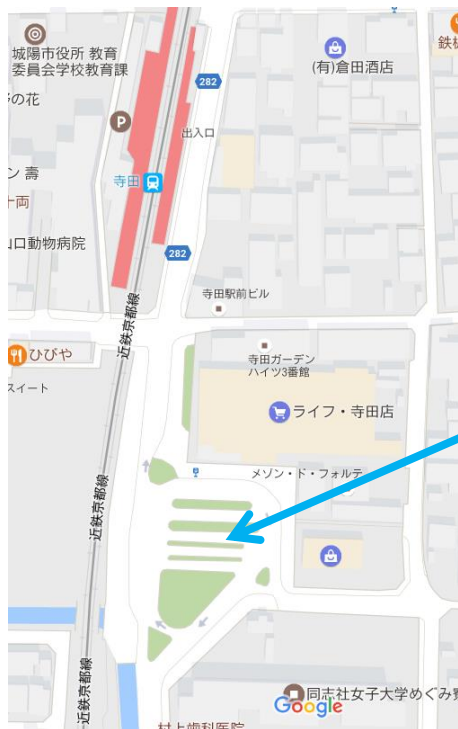 城陽市役所 教育
委員会学校教育課
の花
282
(有)倉田酒店
P
出入口
寺田
ン 壽
十両
山口動物病院
282
寺田駅前ビル
近鉄京都線
ひびや
寺田ガーデン
ハイツ3番館
スイート
ライフ・寺田店
メゾン・ド・フォルテ
近鉄京都線
近鉄京都線
同志社女子大学めぐみ寮
Google
村上歯科医院